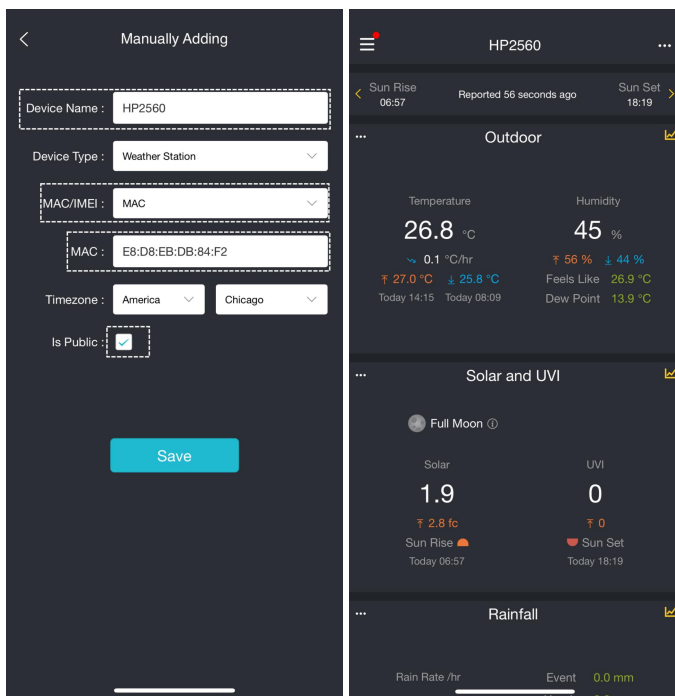 Manually Adding
Device Name : HP2560
Device Type : Weather Station
MAC/IMEI : MAC
MAC : E8:D8:EB:DB:84:F2
Timezone : America Chicago
Is Public :
Save
HP2560
Sun Rise
06:57
Reported 56 seconds ago
Sun Set
18:19
Outdoor
Temperature Humidity
26.8 °C 45 %
0.1 °C/hr 56 % 44 %
27.0 °C 25.8 °C Feels Like 26.9 °C
Today 14:15 Today 08:09 Dew Point 13.9 °C
Solar and UVI
Full Moon
Solar UVI
1.9 0
2.8 fc 0
Sun Rise Sun Set
Today 06:57 Today 18:19
Rainfall
Rain Rate /hr Event 0.0 mm